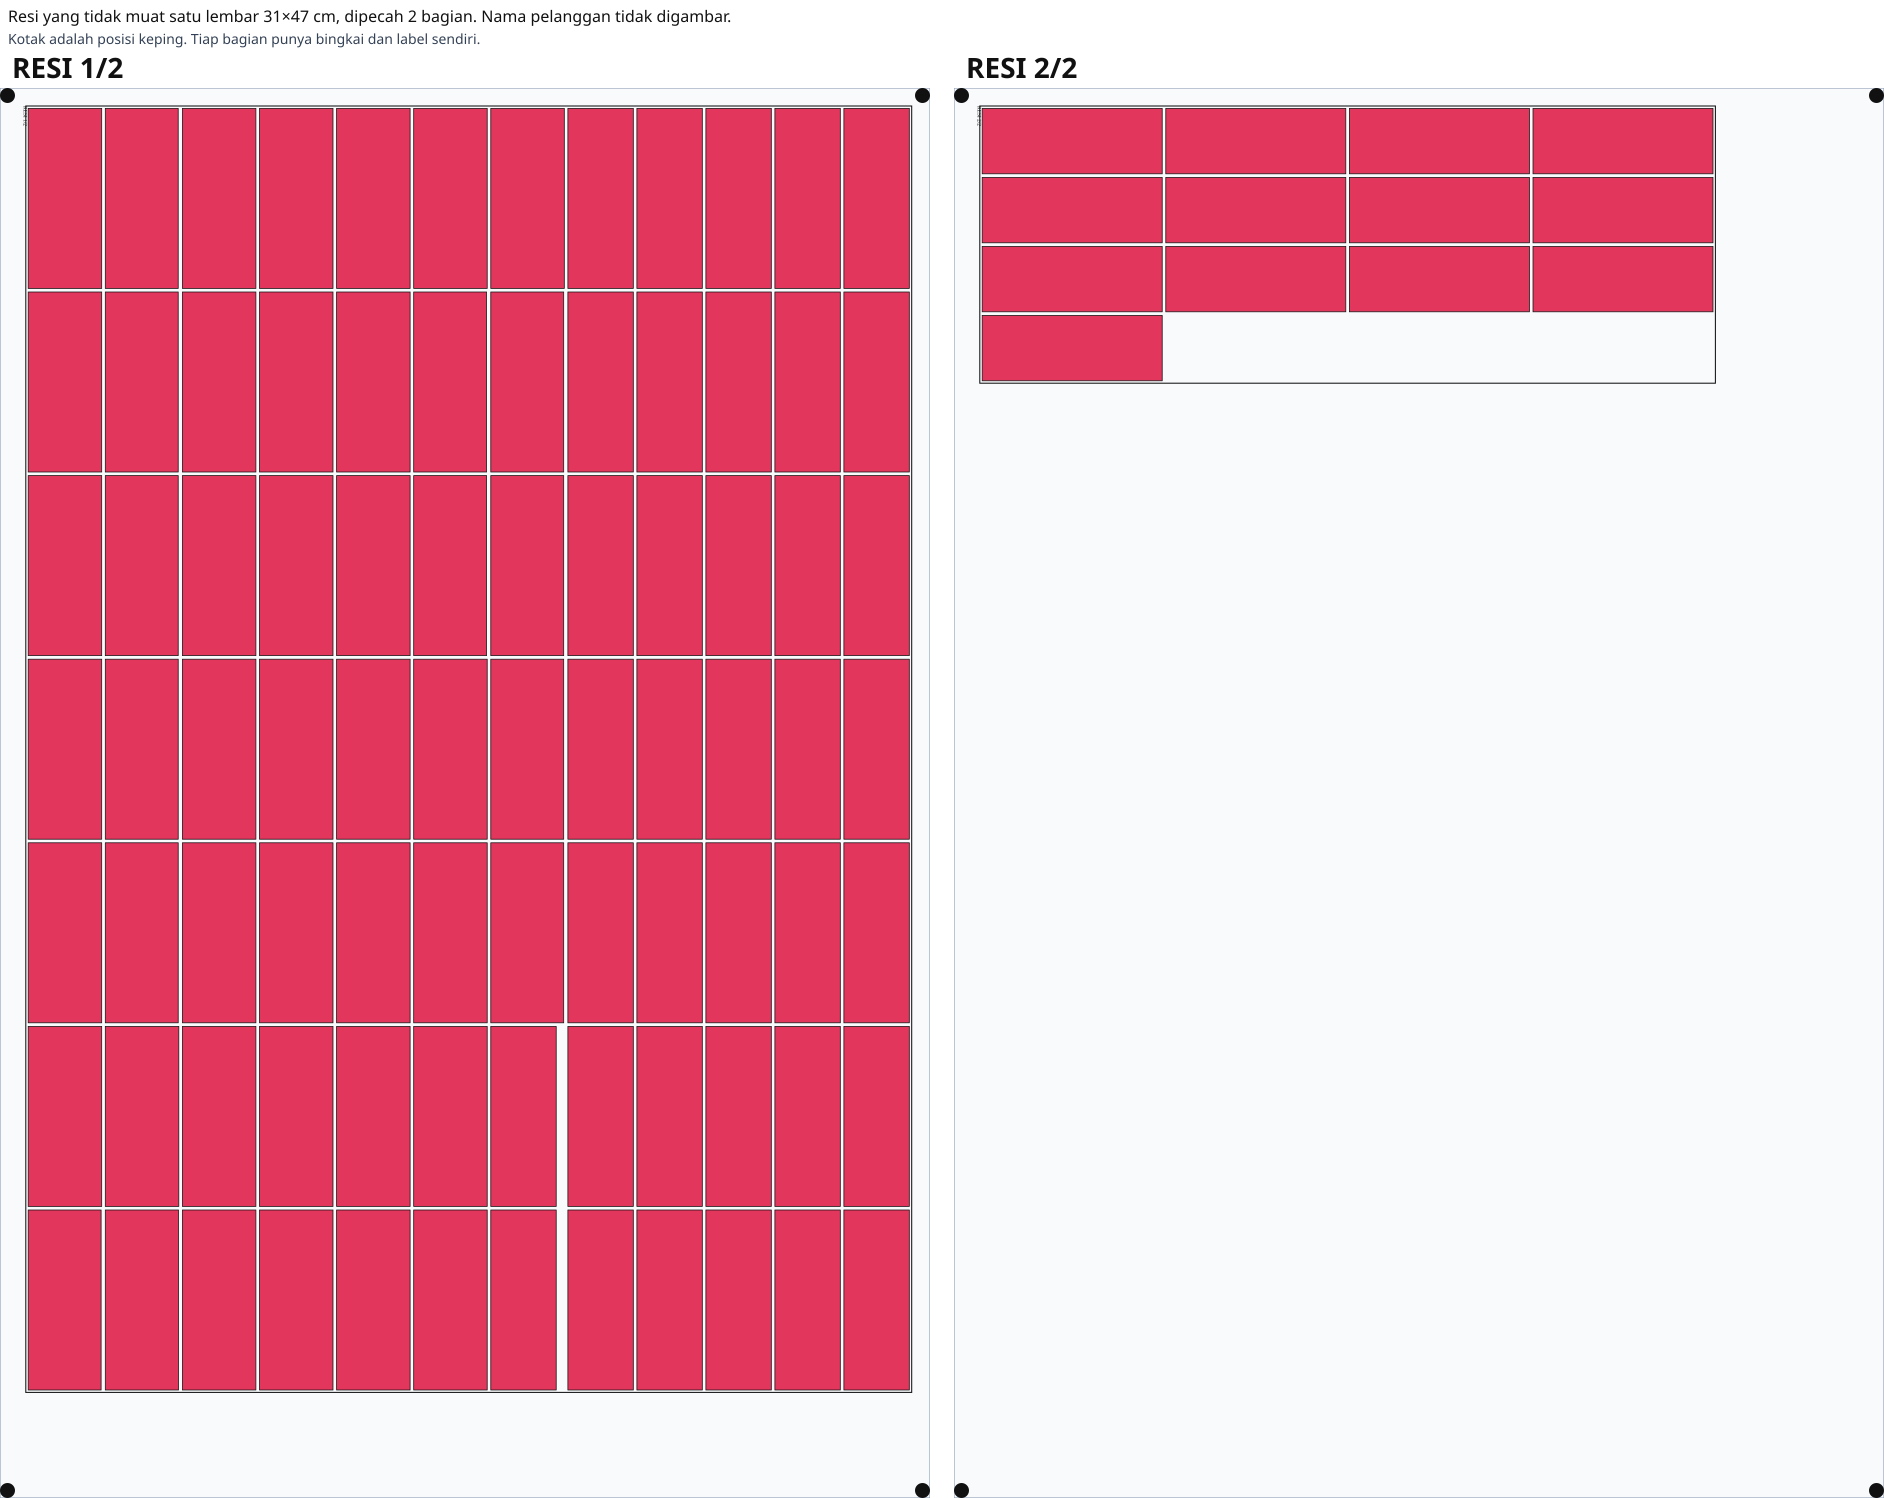 Resi yang tidak muat satu lembar 31×47 cm, dipecah 2 bagian. Nama pelanggan tidak digambar.
Kotak adalah posisi keping. Tiap bagian punya bingkai dan label sendiri.
RESI 1/2
RESI 2/2